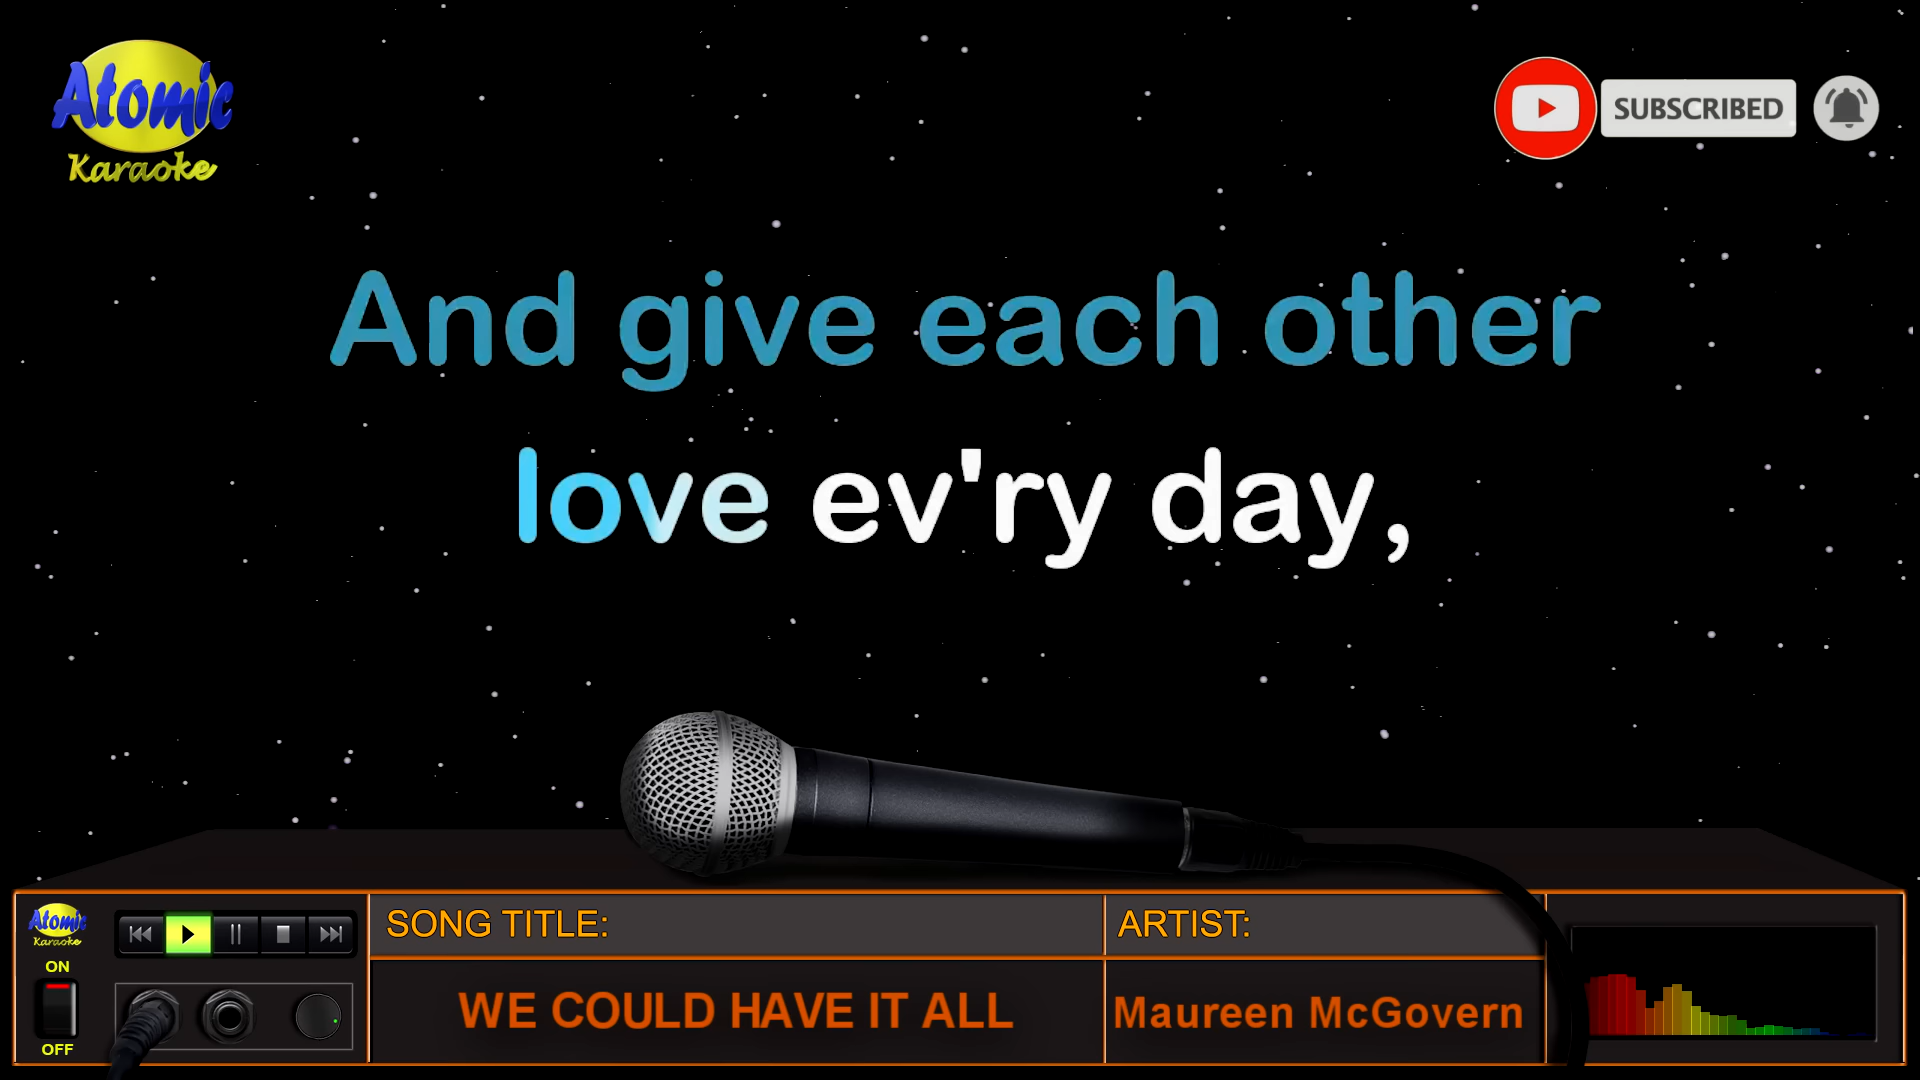 Atomic
Karaoke
SUBSCRIBED
And give each other
love ev'ry day,
Atomic
Karaoke
ON
OFF
SONG TITLE:
ARTIST:
WE COULD HAVE IT ALL
Maureen McGovern